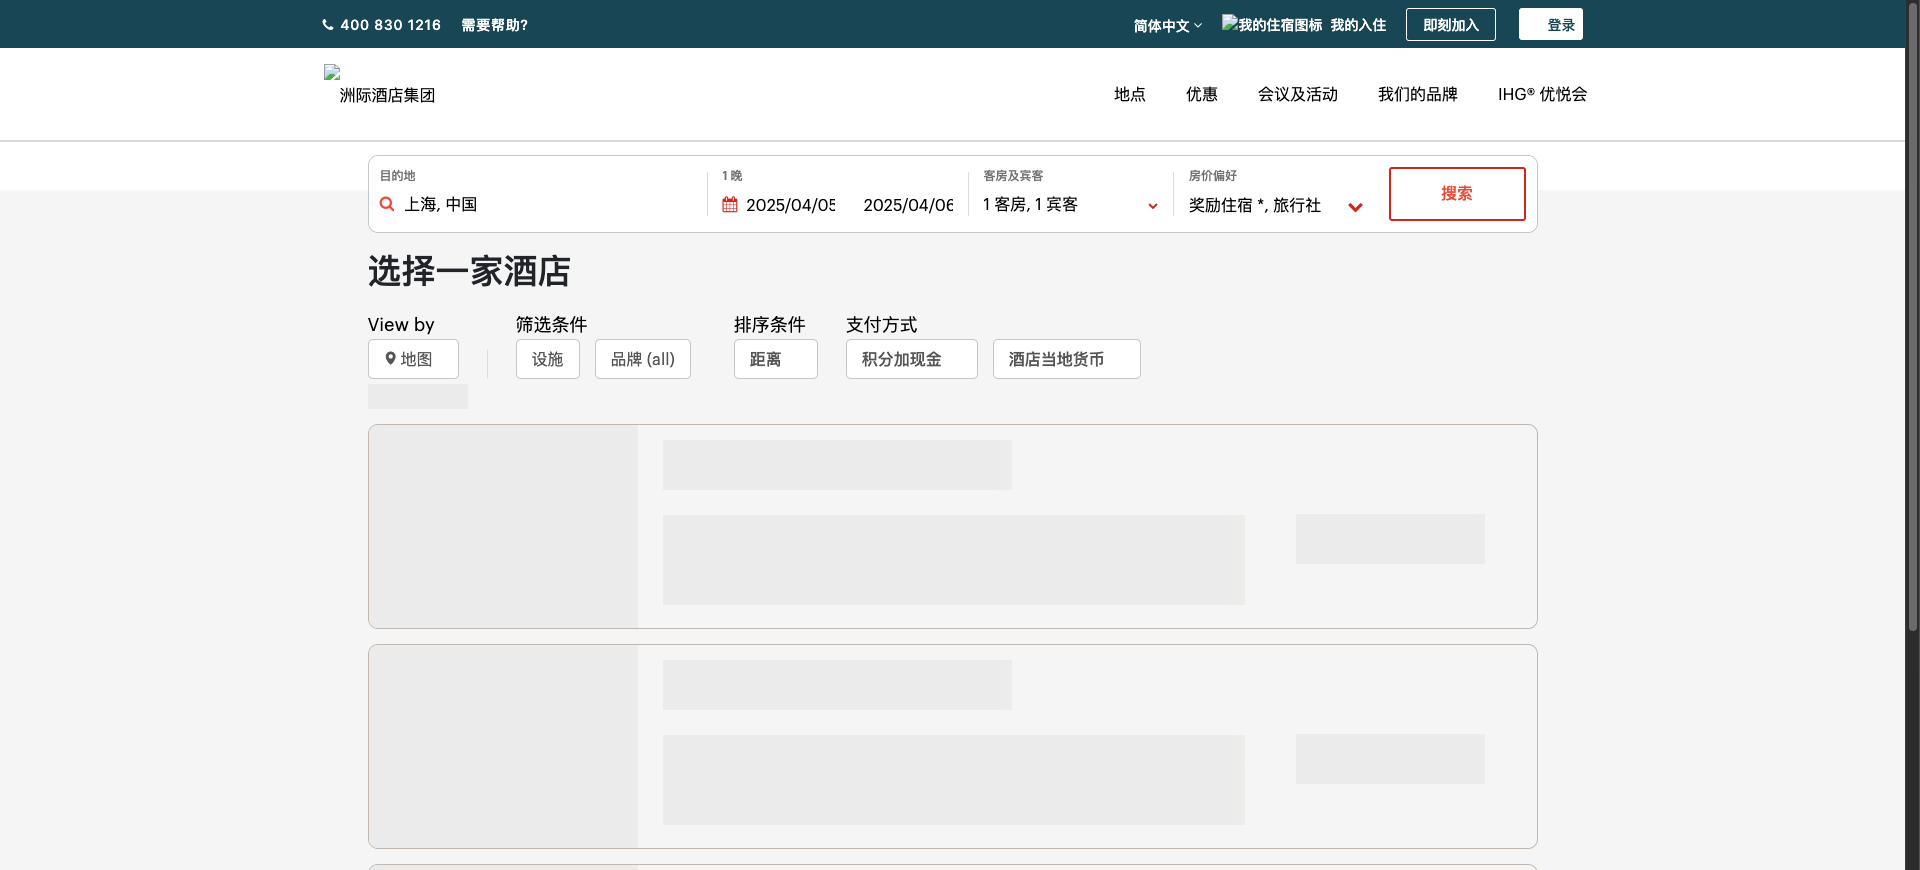 400 830 1216 需要帮助?
简体中文 我的住宿图标 我的入住 即刻加入 登录
洲际酒店集团
地点 优惠 会议及活动 我们的品牌 IHG® 优悦会
目的地 1 晚 客房及宾客 房价偏好
上海, 中国 2025/04/05 2025/04/06 1 客房, 1 宾客 奖励住宿 *, 旅行社 搜索
选择一家酒店
View by 筛选条件 排序条件 支付方式
地图 设施 品牌 (all) 距离 积分加现金 酒店当地货币